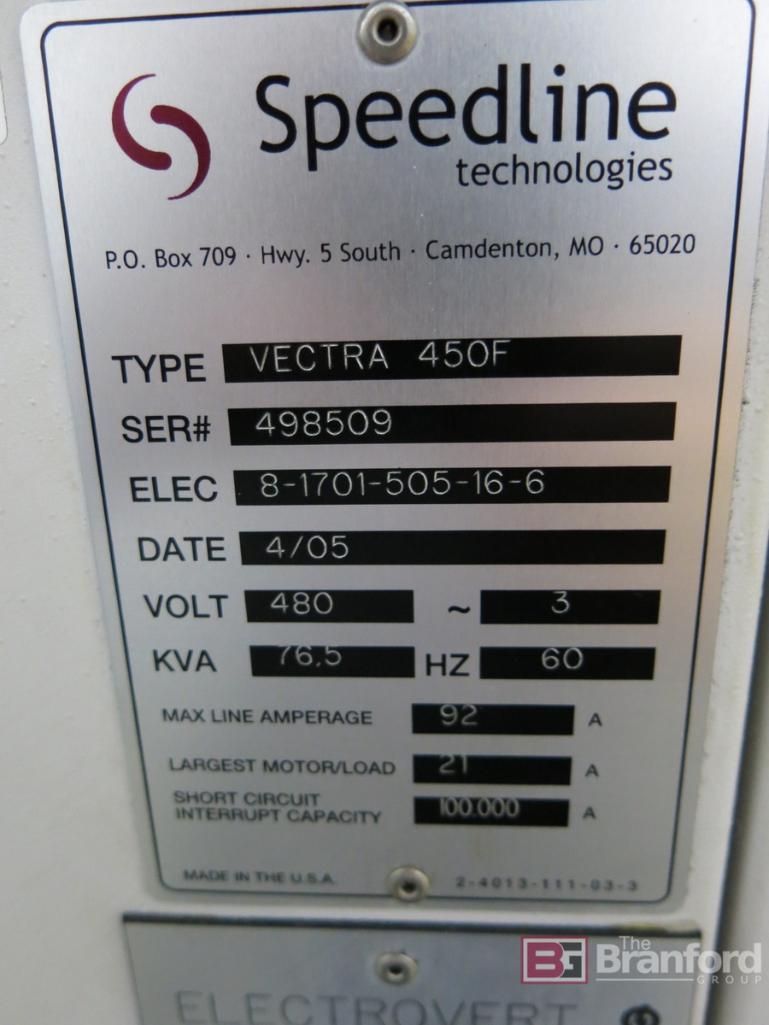 Speedline
technologies
P.O. Box 709 · Hwy. 5 South · Camdenton, MO · 65020
TYPE VECTRA 450F
SER# 498509
ELEC 8-1701-505-16-6
DATE 4/05
VOLT 480 ~ 3
KVA 76.5 HZ 60
MAX LINE AMPERAGE 92 A
LARGEST MOTOR/LOAD 21 A
SHORT CIRCUIT
INTERRUPT CAPACITY 100.000 A
MADE IN THE U.S.A. 2-4013-111-03-3
ELECTROVERT
BG The
Branford
GROUP